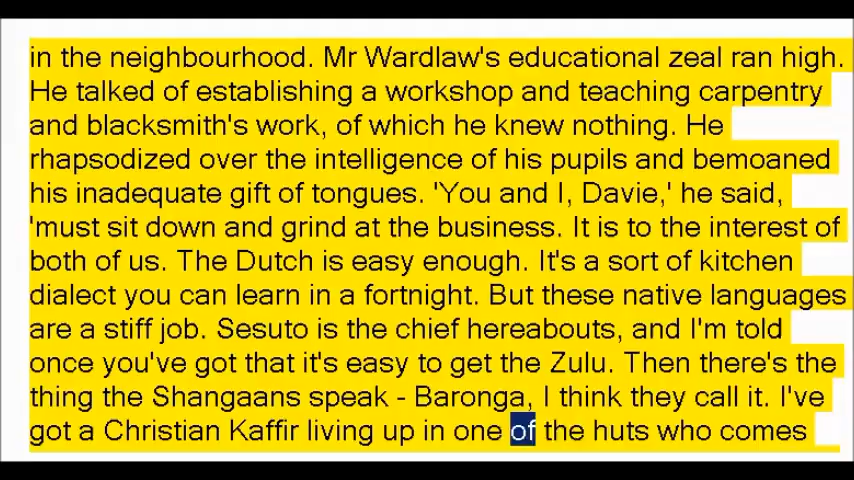 in the neighbourhood. Mr Wardlaw's educational zeal ran high.
He talked of establishing a workshop and teaching carpentry
and blacksmith's work, of which he knew nothing. He
rhapsodized over the intelligence of his pupils and bemoaned
his inadequate gift of tongues. 'You and I, Davie,' he said,
'must sit down and grind at the business. It is to the interest of
both of us. The Dutch is easy enough. It's a sort of kitchen
dialect you can learn in a fortnight. But these native languages
are a stiff job. Sesuto is the chief hereabouts, and I'm told
once you've got that it's easy to get the Zulu. Then there's the
thing the Shangaans speak - Baronga, I think they call it. I've
got a Christian Kaffir living up in one of the huts who comes